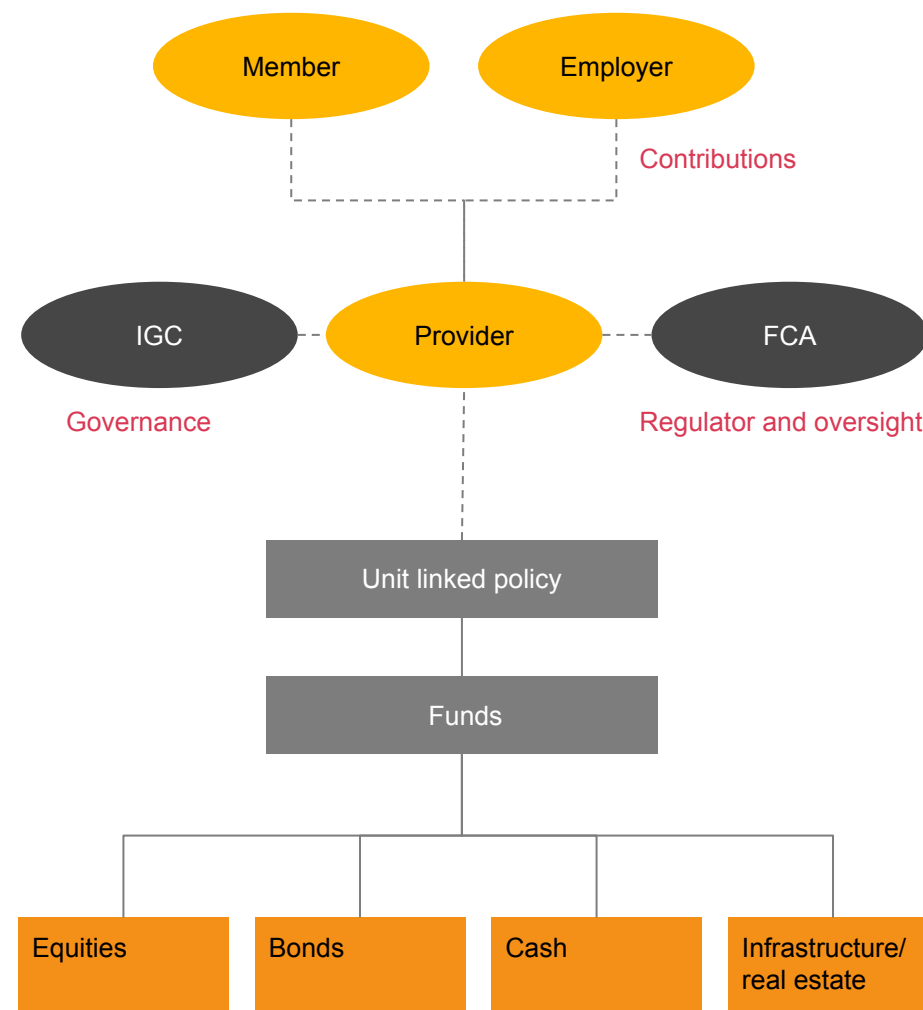 Member
Employer
Contributions
IGC
Provider
FCA
Governance
Regulator and oversight
Unit linked policy
Funds
Equities
Bonds
Cash
Infrastructure/
real estate